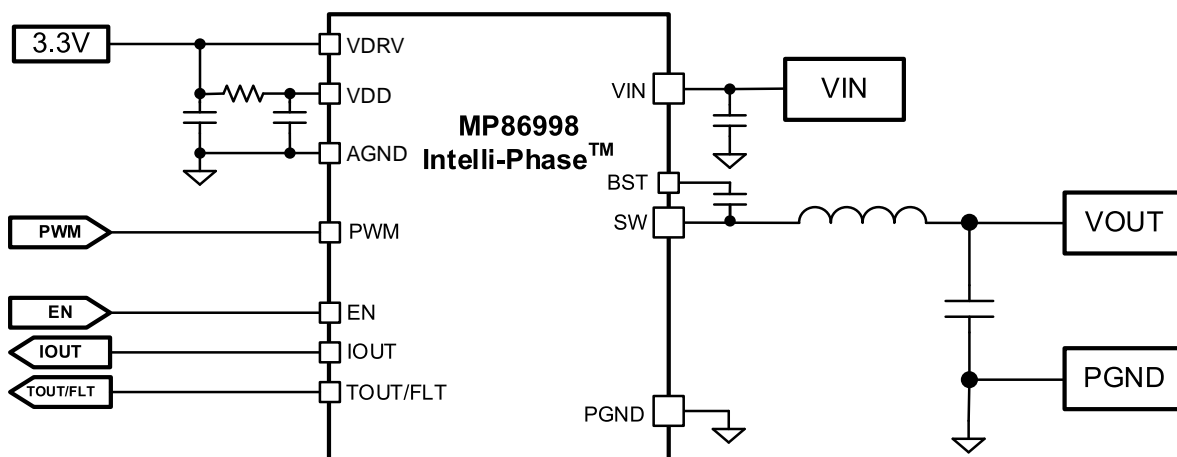 3.3V
VDRV
VDD
AGND
PWM
PWM
EN
EN
IOUT
IOUT
TOUT/FLT
TOUT/FLT
MP86998
Intelli-Phase™
VIN
VIN
BST
SW
VOUT
PGND
PGND